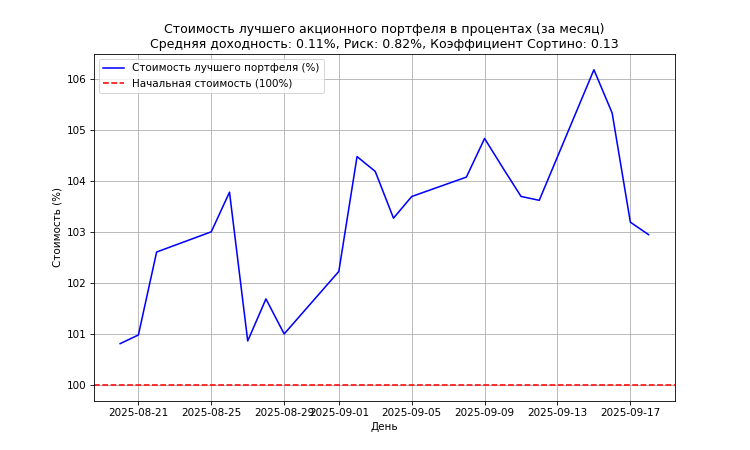 Стоимость лучшего акционного портфеля в процентах (за месяц)
Средняя доходность: 0.11%, Риск: 0.82%, Коэффициент Сортино: 0.13
Стоимость лучшего портфеля (%)
Начальная стоимость (100%)
Стоимость (%)
106
105
104
103
102
101
100
2025-08-21
2025-08-25
2025-08-29
2025-09-01
2025-09-05
2025-09-09
2025-09-13
2025-09-17
День